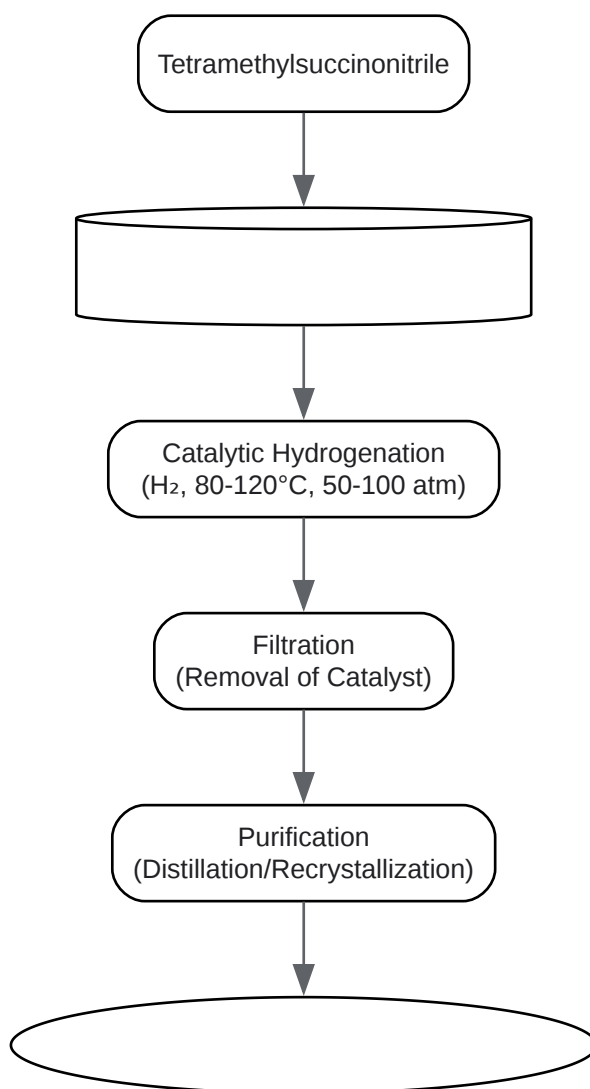 Tetramethylsuccinonitrile
Catalytic Hydrogenation
(H₂, 80-120°C, 50-100 atm)
Filtration
(Removal of Catalyst)
Purification
(Distillation/Recrystallization)